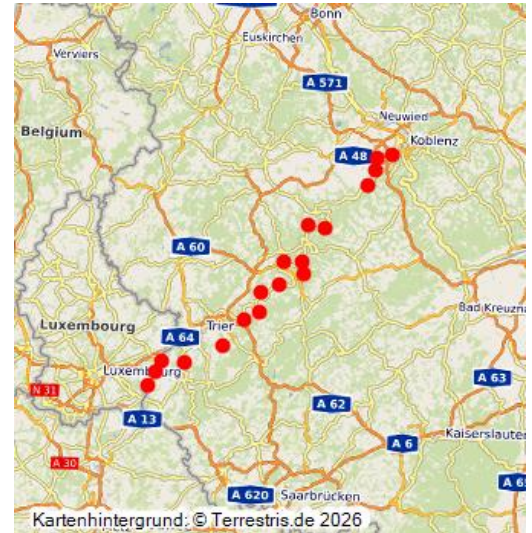 Bonn
Euskirchen
Verviers
A 571
Neuwied
Belgium
A 48
Koblenz
A 60
Luxembourg
Trier
Bad Kreuzna
A 64
Luxembourg
N 31
A 63
A 13
A 62
Kaiserslauter
A 6
A 30
A 620
Saarbrücken
A 6
Kartenhintergrund: © Terrestris.de 2026